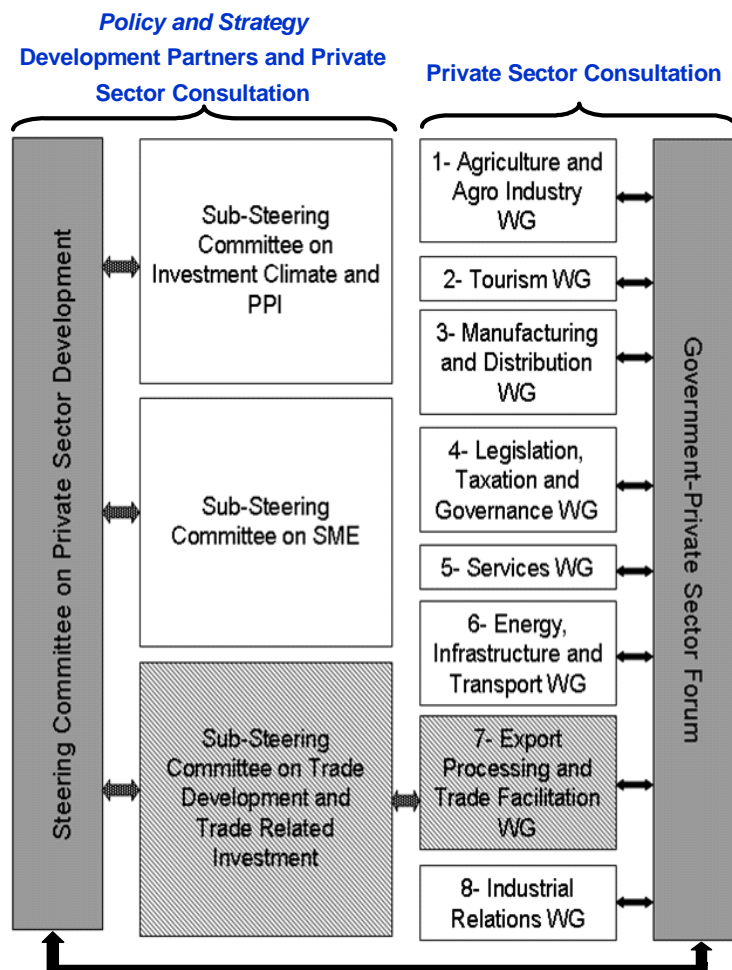 Policy and Strategy
Development Partners and Private
Sector Consultation
Private Sector Consultation
Steering Committee on Private Sector Development
Sub-Steering
Committee on
Investment Climate and
PPI
Sub-Steering
Committee on SME
Sub-Steering
Committee on Trade
Development and
Trade Related
Investment
1- Agriculture and
Agro Industry
WG
2- Tourism WG
3- Manufacturing
and Distribution
WG
4- Legislation,
Taxation and
Governance WG
5- Services WG
6- Energy,
Infrastructure and
Transport WG
7- Export
Processing and
Trade Facilitation
WG
8- Industrial
Relations WG
Government-Private Sector Forum